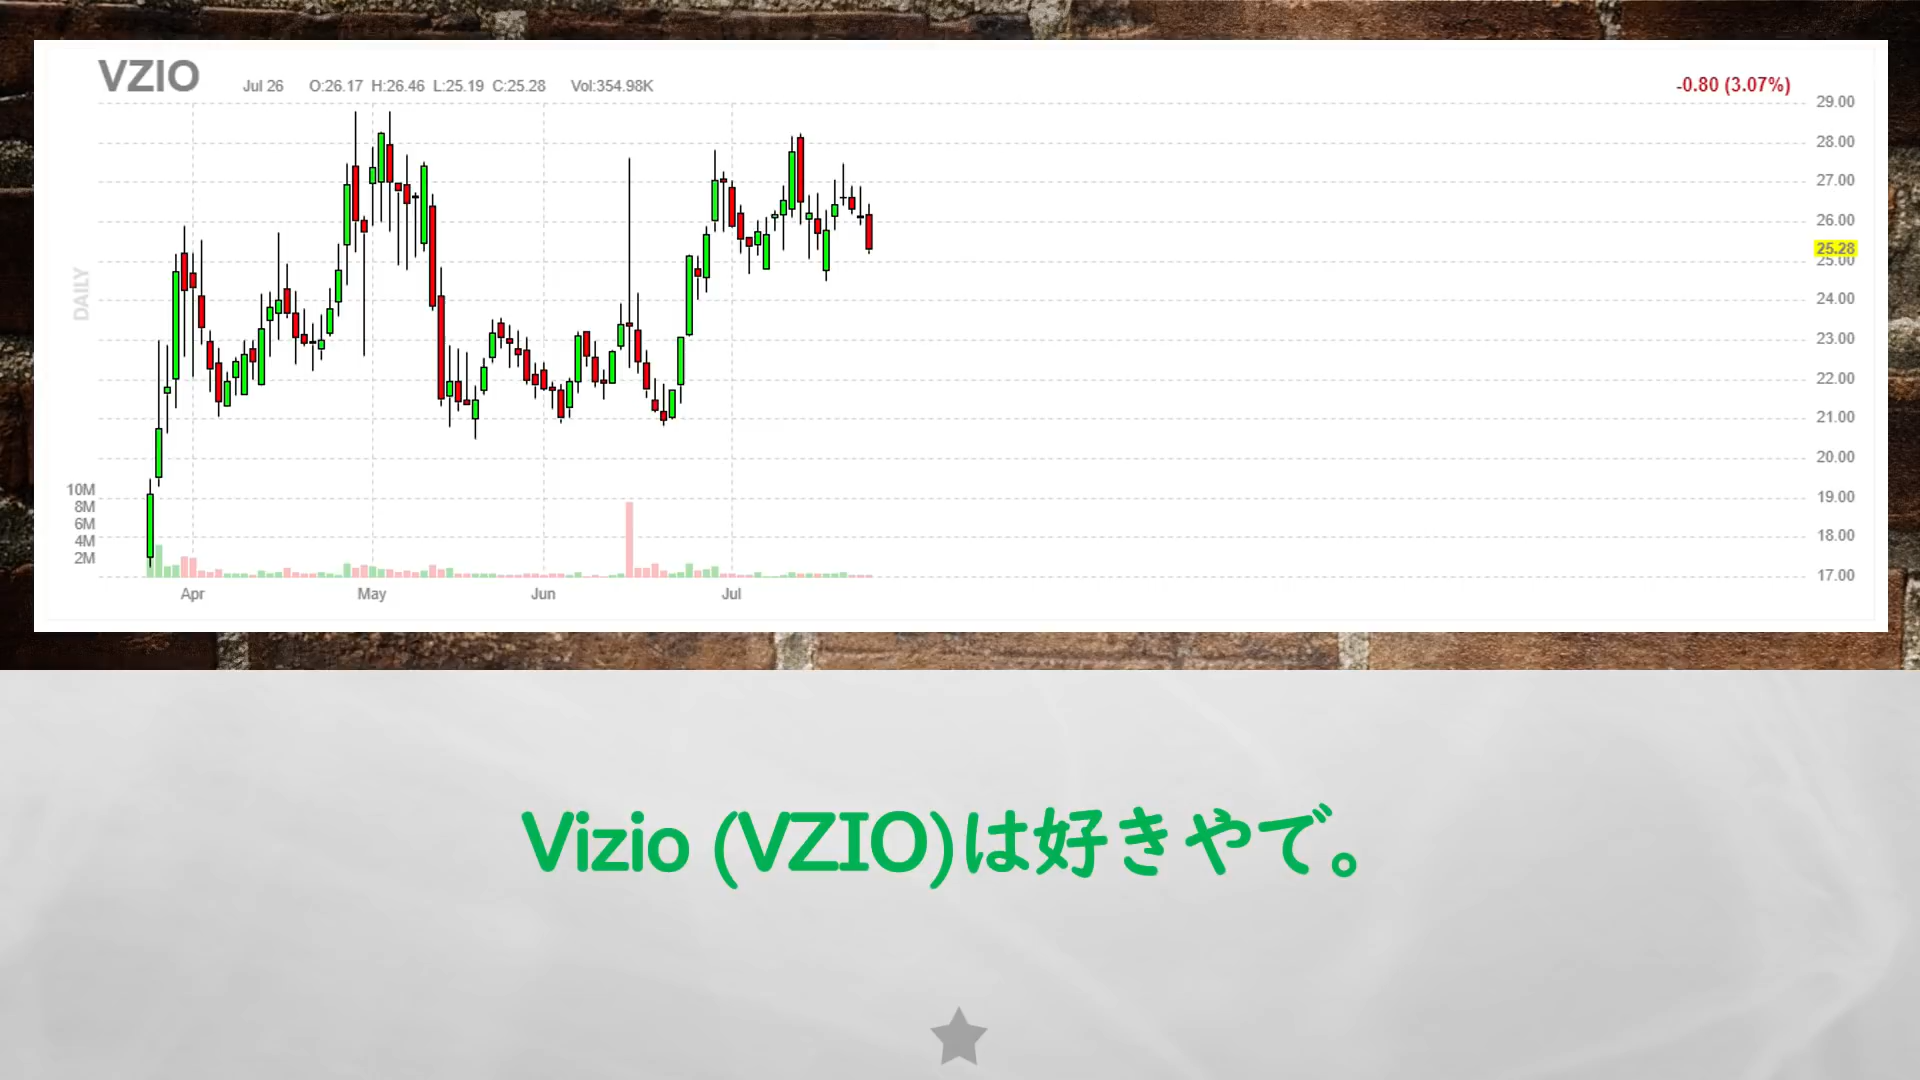 VZIO Jul 26 O:26.17 H:26.46 L:25.19 C:25.28 Vol:354.98K -0.80 (3.07%)
29.00
28.00
27.00
26.00
25.28
25.00
24.00
23.00
22.00
21.00
20.00
19.00
18.00
17.00
DAILY
10M
8M
6M
4M
2M
Apr May Jun Jul
Vizio (VZIO)は好きやで。